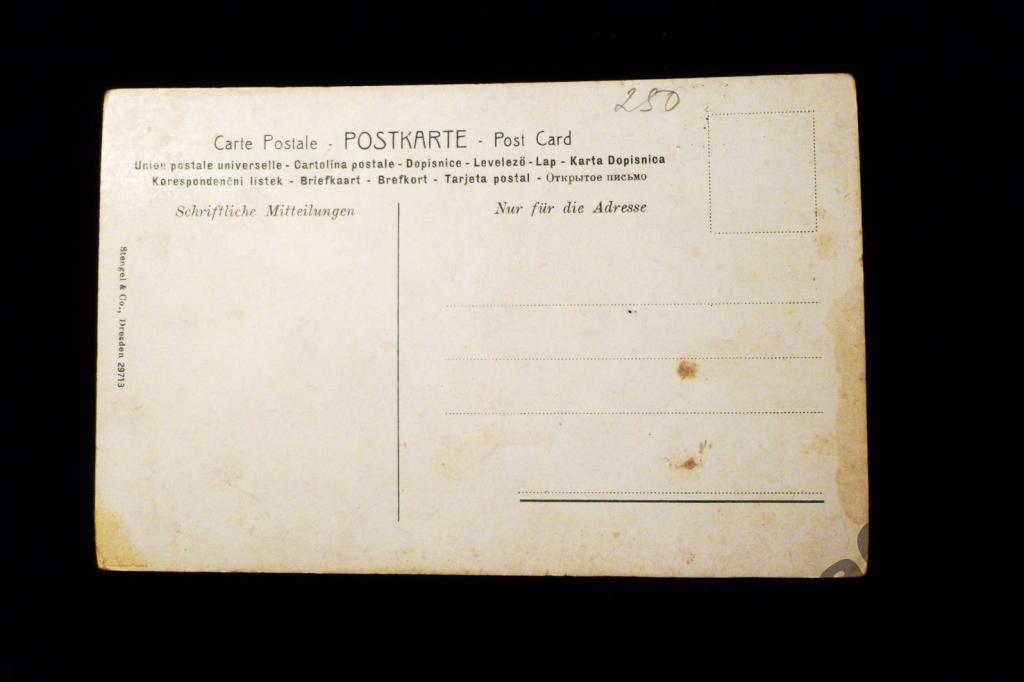 250
Carte Postale - POSTKARTE - Post Card
Union postale universelle - Cartolina postale - Dopisnice - Levelező - Lap - Karta Dopisnica
Korespondenční listek - Briefkaart - Brefkort - Tarjeta postal - Открытое письмо
Schriftliche Mitteilungen
Nur für die Adresse
Stengel & Co., Dresden 29713